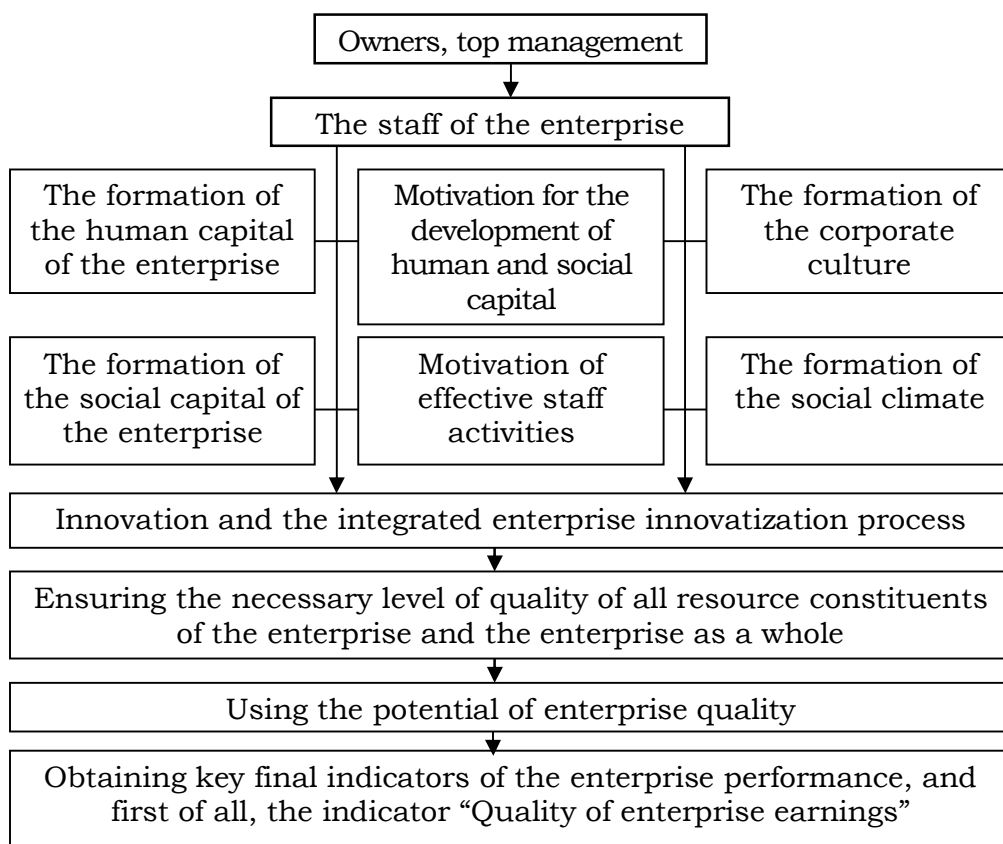 Owners, top management
The staff of the enterprise
The formation of
the human capital
of the enterprise
Motivation for the
development of
human and social
capital
The formation of
the corporate
culture
The formation of
the social capital of
the enterprise
Motivation of
effective staff
activities
The formation of
the social climate
Innovation and the integrated enterprise innovatization process
Ensuring the necessary level of quality of all resource constituents
of the enterprise and the enterprise as a whole
Using the potential of enterprise quality
Obtaining key final indicators of the enterprise performance, and
first of all, the indicator “Quality of enterprise earnings”